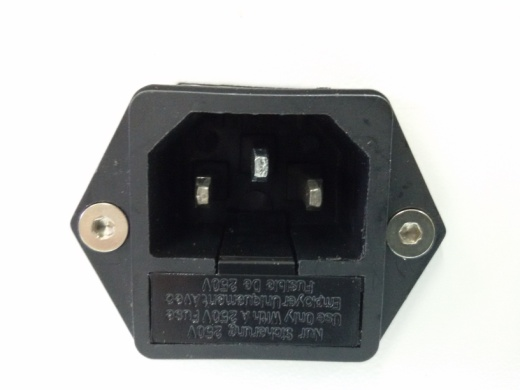 Nur Sicherung 250V
Use Only With A 250V Fuse
Employer Uniquement Avec
Fusible De 250V